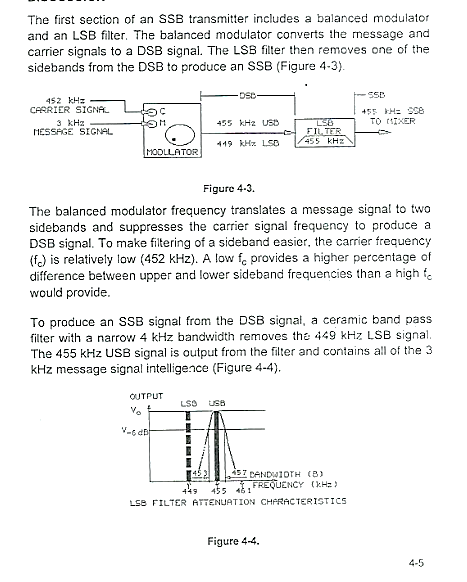 The first section of an SSB transmitter includes a balanced modulator
and an LSB filter. The balanced modulator converts the message and
carrier signals to a DSB signal. The LSB filter then removes one of the
sidebands from the DSB to produce an SSB (Figure 4-3).
DSB
SSB
452 kHz
CARRIER SIGNAL
3 kHz
MESSAGE SIGNAL
C
M
MODULATOR
455 kHz USB
449 kHz LSB
LSB
FILTER
455 kHz
455 kHz SSB
TO MIXER
Figure 4-3.
The balanced modulator frequency translates a message signal to two
sidebands and suppresses the carrier signal frequency to produce a
DSB signal. To make filtering of a sideband easier, the carrier frequency
(fc) is relatively low (452 kHz). A low fc provides a higher percentage of
difference between upper and lower sideband frequencies than a high fc
would provide.
To produce an SSB signal from the DSB signal, a ceramic band pass
filter with a narrow 4 kHz bandwidth removes the 449 kHz LSB signal.
The 455 kHz USB signal is output from the filter and contains all of the 3
kHz message signal intelligence (Figure 4-4).
OUTPUT
Vo
LSB USB
V-6 dB
453
457 BANDWIDTH (B)
FREQUENCY (kHz)
449 455 461
LSB FILTER ATTENUATION CHARACTERISTICS
Figure 4-4.
4-5